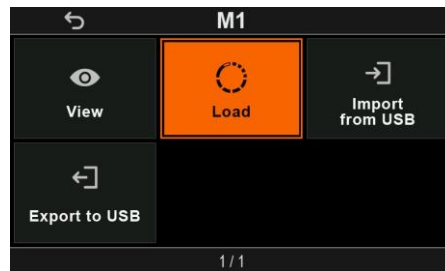 M1
View
Load
Import
from USB
Export to USB
1/1